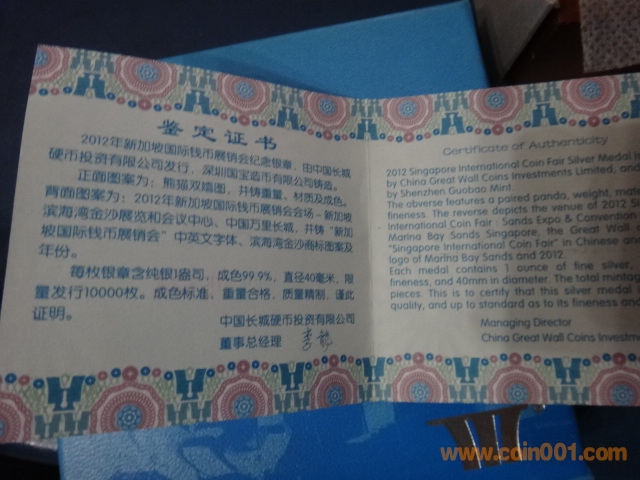 鉴定证书
2012年新加坡国际钱币展销会纪念银章，由中国长城
硬币投资有限公司发行，深圳国宝造币有限公司铸造。
正面图案为：熊猫双嬉图，并铸重量、材质及成色。
背面图案为：2012年新加坡国际钱币展销会会场－新加坡
滨海湾金沙展览和会议中心、中国万里长城，并铸“新加
坡国际钱币展销会”中英文字体、滨海湾金沙商标图案及
年份。
每枚银章含纯银1盎司，成色99.9%，直径40毫米，限
量发行10000枚。成色标准，重量合格，质量精制，谨此
证明。
中国长城硬币投资有限公司
董事总经理
Certificate of Authenticity
2012 Singapore International Coin Fair Silver Medal is
by China Great Wall Coins Investments Limited, and
by Shenzhen Guobao Mint.
The obverse features a paired panda, weight, mat
fineness. The reverse depicts the venue of 2012 Si
International Coin Fair - Sands Expo & Convention
Marina Bay Sands Singapore, the Great Wall o
"Singapore International Coin Fair" in Chinese and
logo of Marina Bay Sands and 2012.
Each medal contains 1 ounce of fine silver,
fineness, and 40mm in diameter. The total mintag
pieces. This is to certify that this silver medal i
quality, and up to standard as to its fineness and
Managing Director
China Great Wall Coins Investme
www.coin001.com